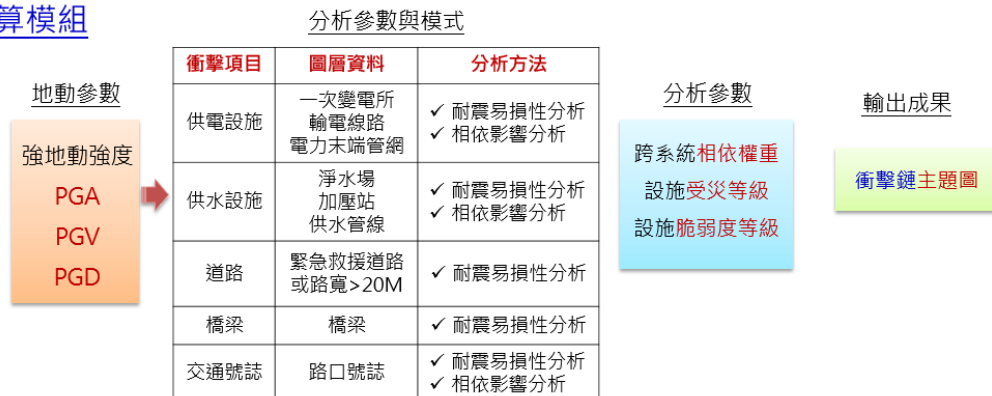 算模組
分析參數與模式
地動參數
強地動強度
PGA
PGV
PGD
衝擊項目 圖層資料 分析方法
供電設施
一次變電所
輸電線路
電力末端管網
✓ 耐震易損性分析
✓ 相依影響分析
供水設施
淨水場
加壓站
供水管線
✓ 耐震易損性分析
✓ 相依影響分析
道路
緊急救援道路
或路寬>20M
✓ 耐震易損性分析
橋梁 橋梁 ✓ 耐震易損性分析
交通號誌 路口號誌
✓ 耐震易損性分析
✓ 相依影響分析
分析參數
跨系統相依權重
設施受災等級
設施脆弱度等級
輸出成果
衝擊鏈主題圖